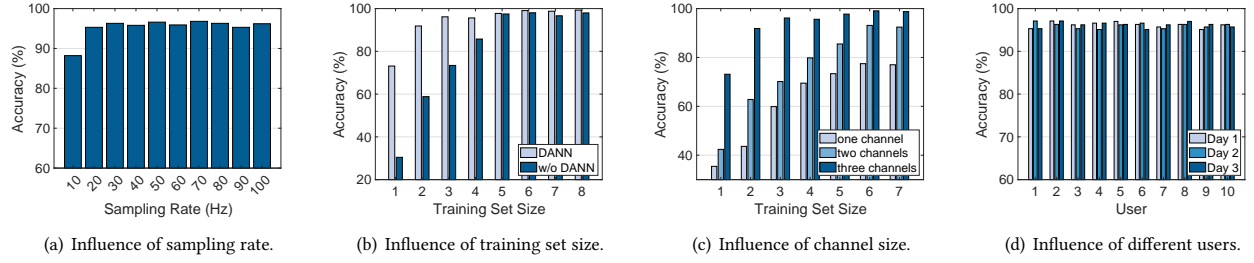 100
90
80
70
60
Accuracy (%)
10 20 30 40 50 60 70 80 90 100
Sampling Rate (Hz)
(a) Influence of sampling rate.
100
80
60
40
20
Accuracy (%)
DANN
w/o DANN
1 2 3 4 5 6 7 8
Training Set Size
(b) Influence of training set size.
100
80
60
40
Accuracy (%)
one channel
two channels
three channels
1 2 3 4 5 6 7
Training Set Size
(c) Influence of channel size.
100
90
80
70
60
Accuracy (%)
Day 1
Day 2
Day 3
1 2 3 4 5 6 7 8 9 10
User
(d) Influence of different users.